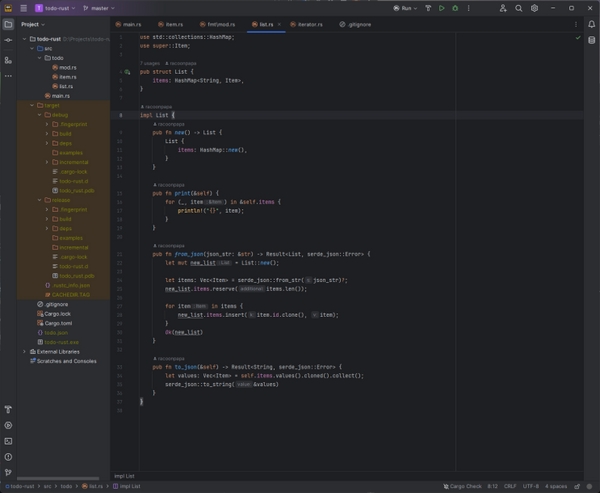 todo-rust
master
Run
Project
main.rs
item.rs
fmt\mod.rs
list.rs
iterator.rs
.gitignore
todo-rust
src
todo
mod.rs
item.rs
list.rs
main.rs
target
debug
.fingerprint
build
deps
examples
incremental
.cargo-lock
todo-rust.d
todo_rust.pdb
release
.fingerprint
build
deps
examples
incremental
.cargo-lock
todo-rust.d
todo_rust.pdb
.rustc_info.json
CACHEDIR.TAG
.gitignore
Cargo.lock
Cargo.toml
todo.json
todo-rust.exe
External Libraries
Scratches and Consoles
use std::collections::HashMap;
use super::Item;
7 usages
pub struct List {
items: HashMap<String, Item>,
}
impl List {
pub fn new() -> List {
List {
items: HashMap::new(),
}
}
pub fn print(&self) {
for (_, item: &Item) in &self.items {
println!("{}", item);
}
}
pub fn from_json(json_str: &str) -> Result<List, serde_json::Error> {
let mut new_list: List = List::new();
let items: Vec<Item> = serde_json::from_str(s: json_str)?;
new_list.items.reserve(additional: items.len());
for item: Item in items {
new_list.items.insert(k: item.id.clone(), v: item);
}
Ok(new_list)
}
pub fn to_json(&self) -> Result<String, serde_json::Error> {
let values: Vec<Item> = self.items.values().cloned().collect();
serde_json::to_string(value: &values)
}
}
impl List
todo-rust
src
todo
list.rs
impl List
Cargo Check
8:12
CRLF
UTF-8
4 spaces